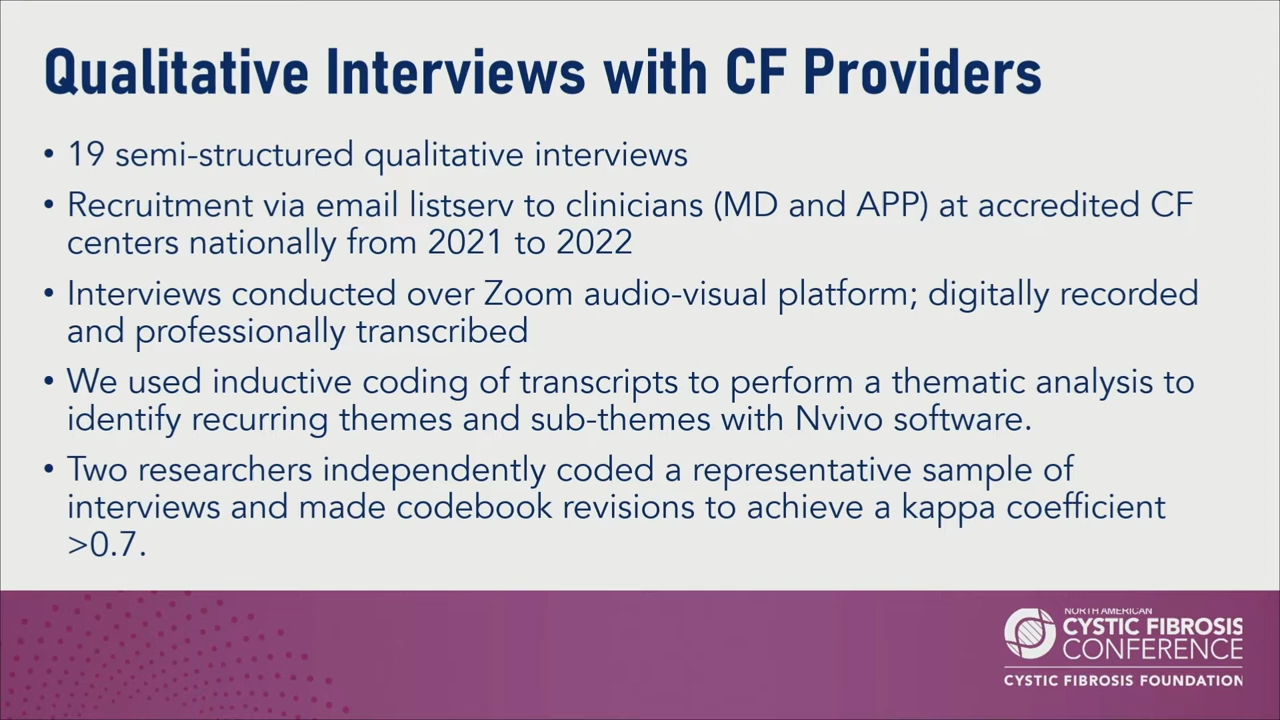 Qualitative Interviews with CF Providers
• 19 semi-structured qualitative interviews
• Recruitment via email listserv to clinicians (MD and APP) at accredited CF
centers nationally from 2021 to 2022
• Interviews conducted over Zoom audio-visual platform; digitally recorded
and professionally transcribed
• We used inductive coding of transcripts to perform a thematic analysis to
identify recurring themes and sub-themes with Nvivo software.
• Two researchers independently coded a representative sample of
interviews and made codebook revisions to achieve a kappa coefficient
>0.7.
NORTH AMERICAN
CYSTIC FIBROSIS
CONFERENCE
CYSTIC FIBROSIS FOUNDATION